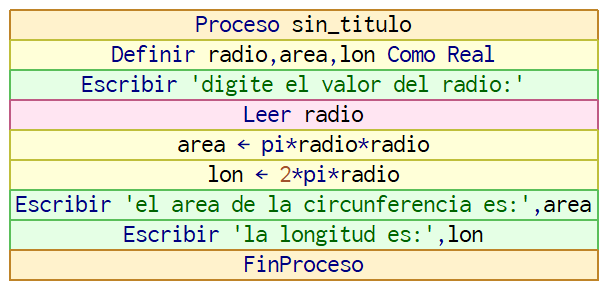 Proceso sin_titulo
Definir radio,area,lon Como Real
Escribir 'digite el valor del radio:'
Leer radio
area ← pi*radio*radio
lon ← 2*pi*radio
Escribir 'el area de la circunferencia es:',area
Escribir 'la longitud es:',lon
FinProceso